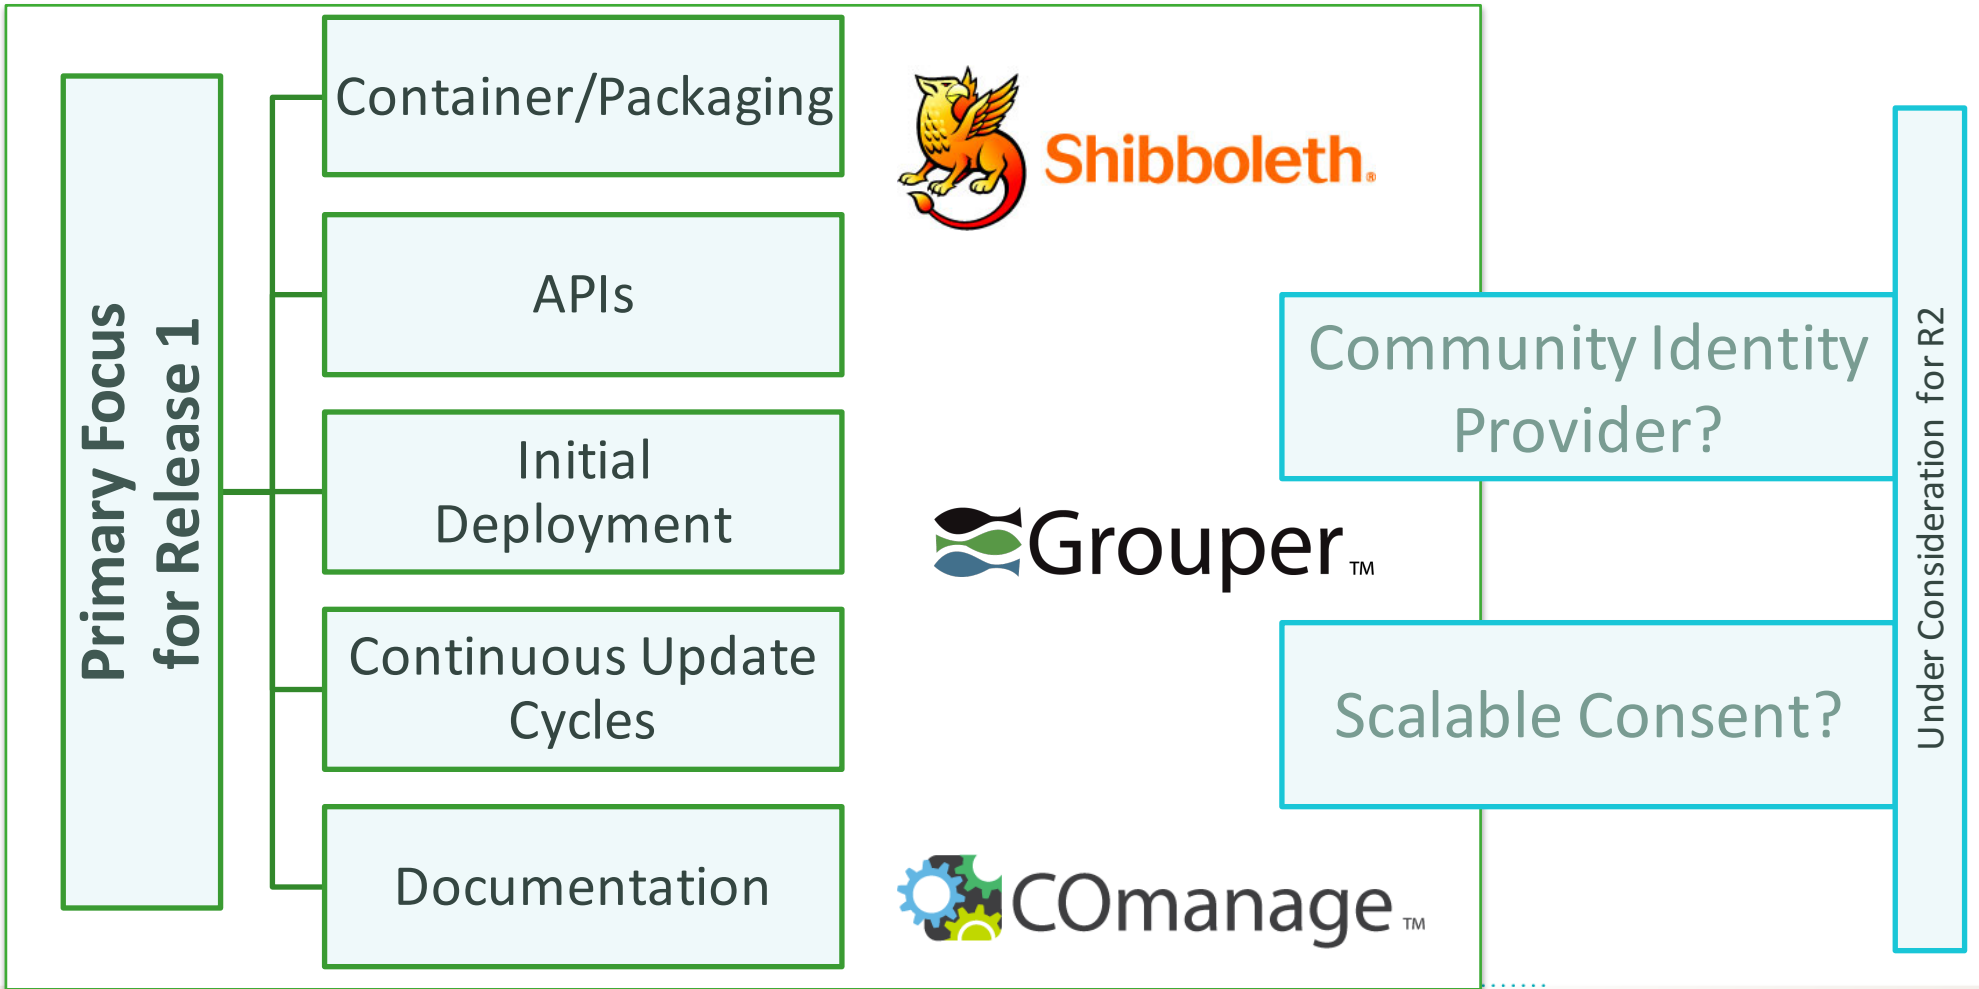 Primary Focus
for Release 1
Container/Packaging
APIs
Initial
Deployment
Continuous Update
Cycles
Documentation
Shibboleth®
Grouper™
COmanage™
Community Identity
Provider?
Scalable Consent?
Under Consideration for R2